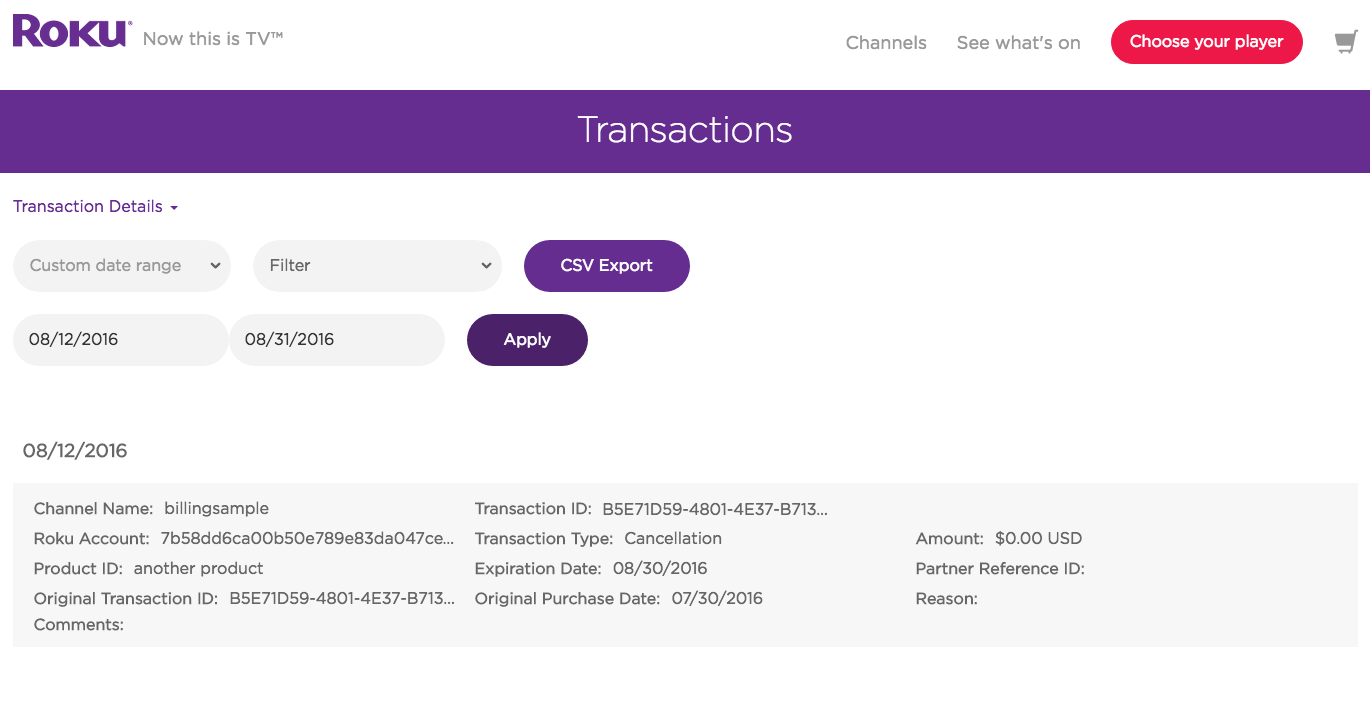 Roku® Now this is TV™
Channels See what's on Choose your player
Transactions
Transaction Details
Custom date range Filter CSV Export
08/12/2016 08/31/2016 Apply
08/12/2016
Channel Name: billingsample Transaction ID: B5E71D59-4801-4E37-B713...
Roku Account: 7b58dd6ca00b50e789e83da047ce... Transaction Type: Cancellation Amount: $0.00 USD
Product ID: another product Expiration Date: 08/30/2016 Partner Reference ID:
Original Transaction ID: B5E71D59-4801-4E37-B713... Original Purchase Date: 07/30/2016 Reason:
Comments: